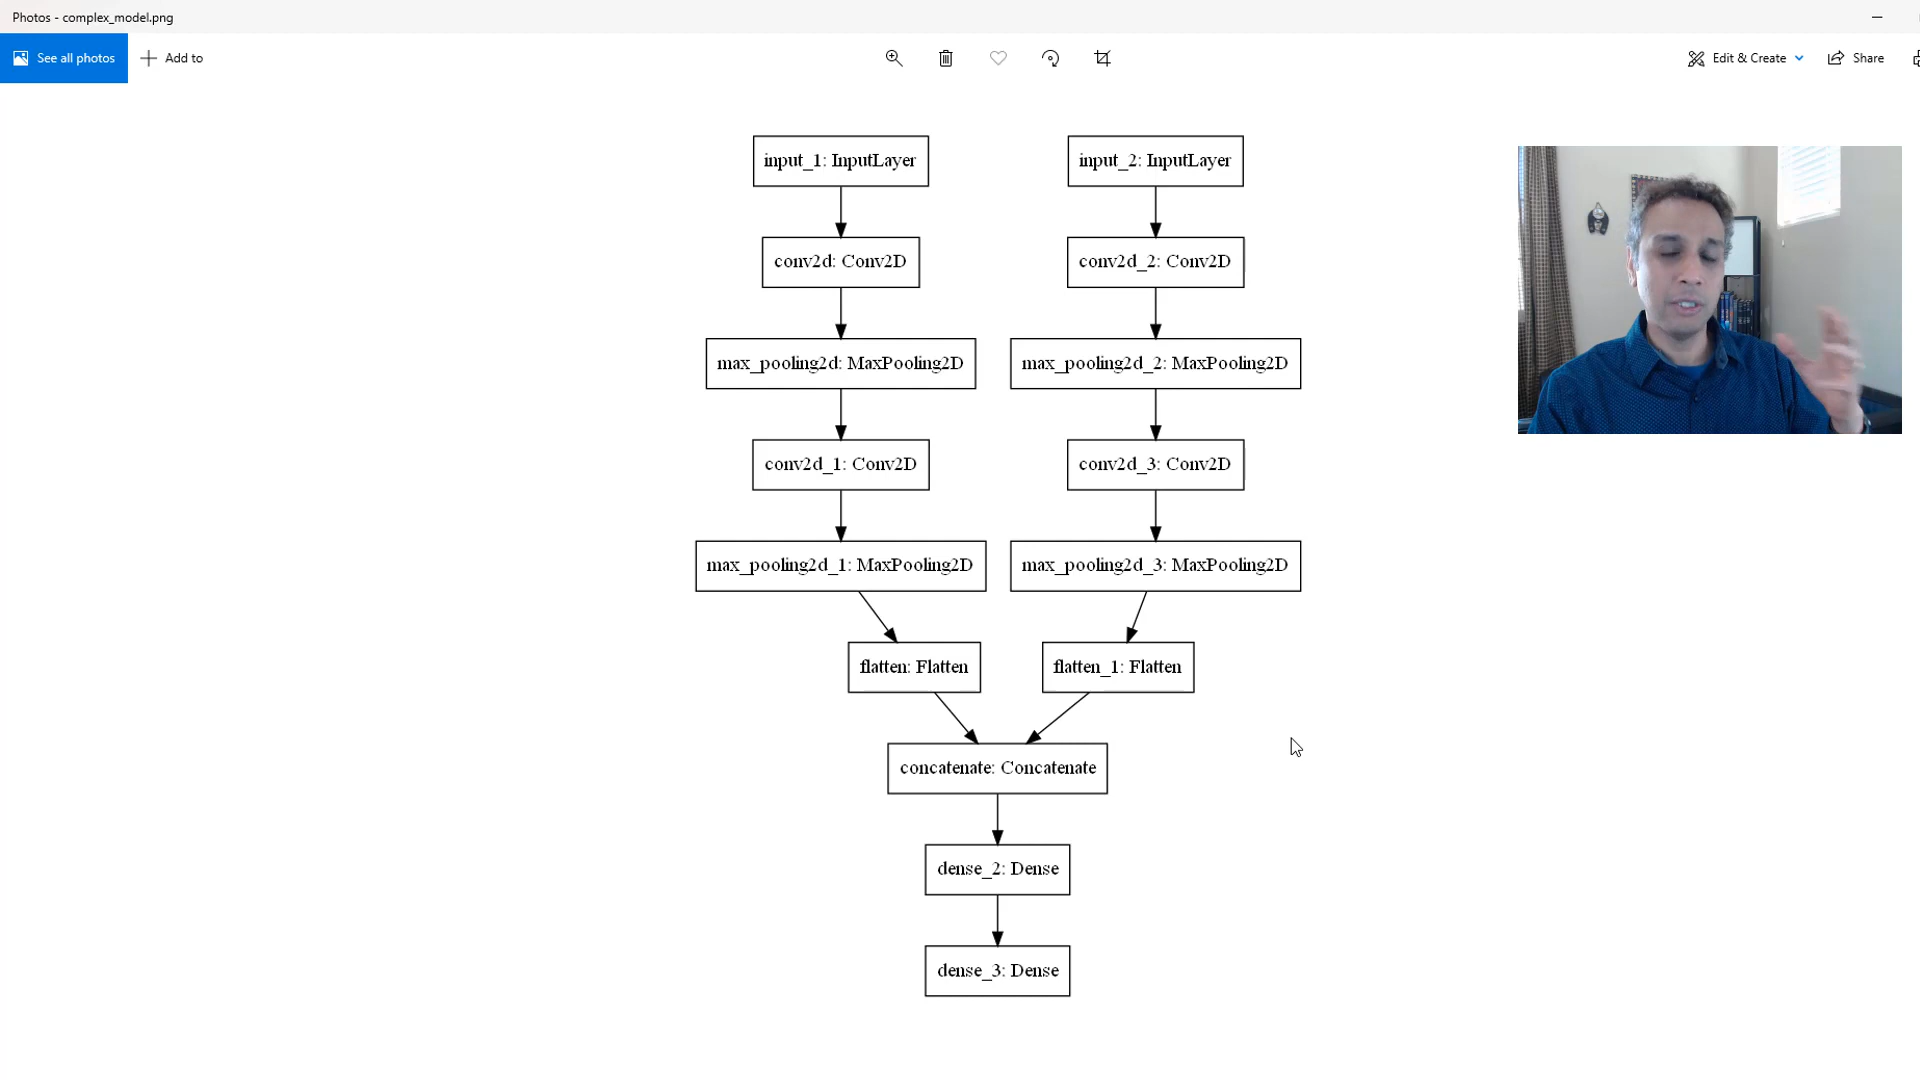 Photos - complex_model.png
See all photos
Add to
Edit & Create
Share
input_1: InputLayer
input_2: InputLayer
conv2d: Conv2D
conv2d_2: Conv2D
max_pooling2d: MaxPooling2D
max_pooling2d_2: MaxPooling2D
conv2d_1: Conv2D
conv2d_3: Conv2D
max_pooling2d_1: MaxPooling2D
max_pooling2d_3: MaxPooling2D
flatten: Flatten
flatten_1: Flatten
concatenate: Concatenate
dense_2: Dense
dense_3: Dense